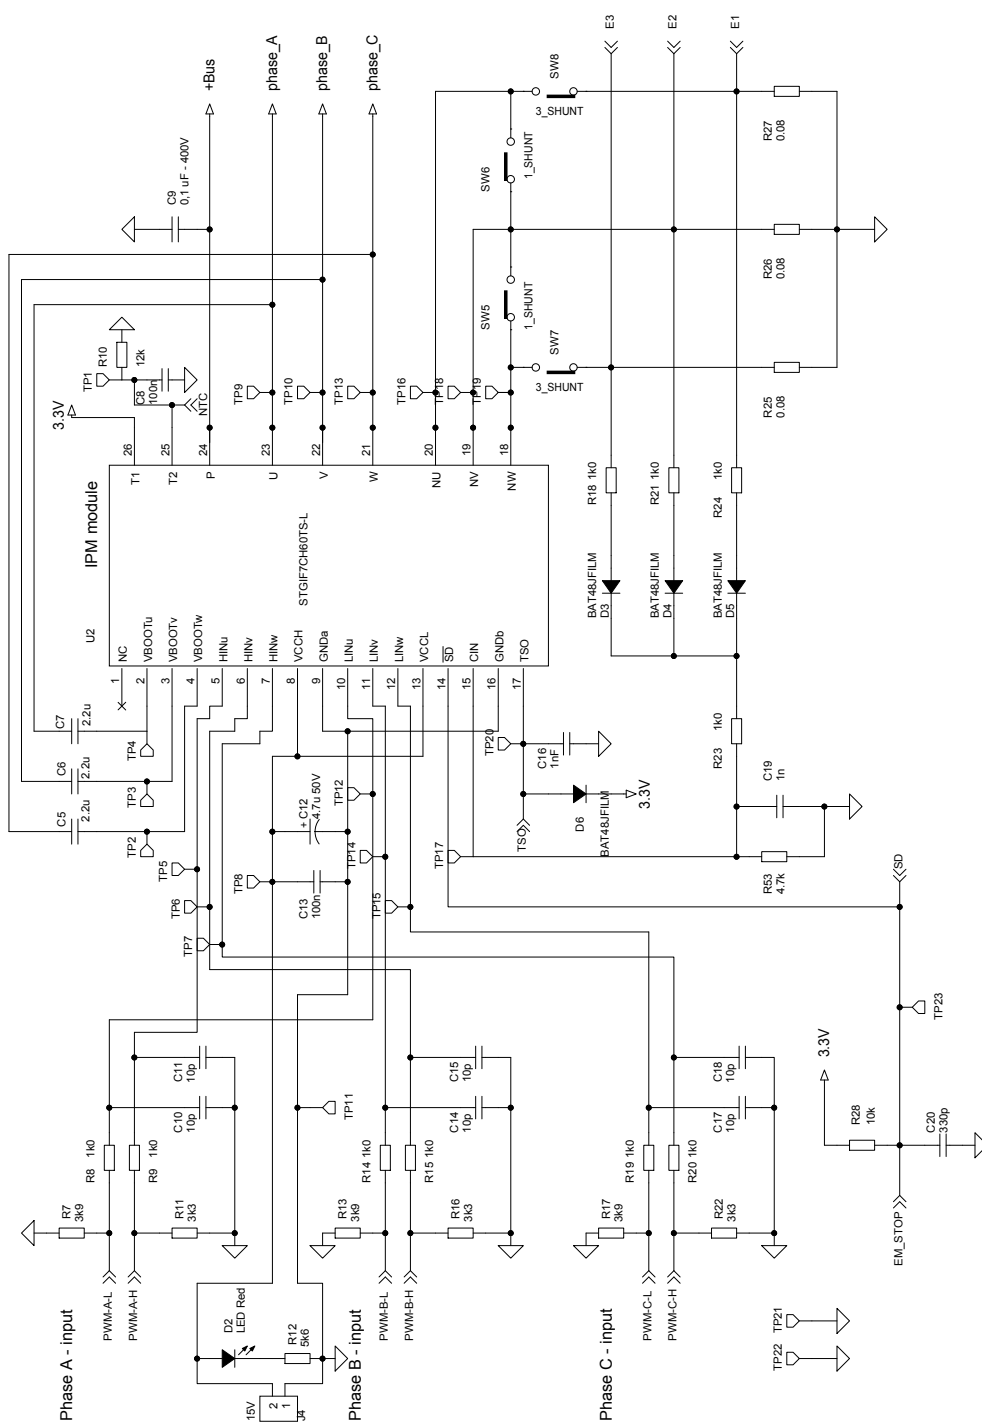 Phase A - input
PWM-A-L
PWM-A-H
R7
3k9
R8 1k0
R9 1k0
R11
3k3
C10
10p
C11
10p
15V
2
1
J4
D2
LED Red
R12
5k6
TP11
Phase B - input
PWM-B-L
PWM-B-H
R13
3k9
R14 1k0
R15 1k0
R16
3k3
C14
10p
C15
10p
Phase C - input
PWM-C-L
PWM-C-H
R17
3k9
R19 1k0
R20 1k0
R22
3k3
C17
10p
C18
10p
TP22
TP21
EM_STOP
3.3V
R28
10k
C20
330p
TP23
SD
TP7
TP6
TP5
TP8
C13
100n
+ C12
4.7u 50V
TP12
TP14
TP15
TP17
TSO
TP20
C16
1nF
D6
BAT48JFILM
3.3V
R53
4.7k
C19
1n
R23
1k0
C5
2.2u
TP2
C6
2.2u
TP3
C7
2.2u
TP4
U2
IPM module
STGIF7CH60TS-L
1
NC
2
VBOOTu
3
VBOOTv
4
VBOOTw
5
HINu
6
HINv
7
HINw
8
VCCH
9
GNDa
10
LINu
11
LINv
12
LINw
13
VCCL
14
SD
15
CIN
16
GNDb
17
TSO
T1
26
T2
25
P
24
U
23
V
22
W
21
NU
20
NV
19
NW
18
3.3V
TP1
R10
12k
C8
100n
NTC
C9
0,1 uF - 400V
+Bus
phase_A
phase_B
phase_C
TP9
TP10
TP13
TP16
TP18
TP19
SW5
1_SHUNT
SW6
1_SHUNT
SW7
3_SHUNT
SW8
3_SHUNT
E3
E2
E1
BAT48JFILM
D3
BAT48JFILM
D4
BAT48JFILM
D5
R18 1k0
R21 1k0
R24 1k0
R25
0.08
R26
0.08
R27
0.08